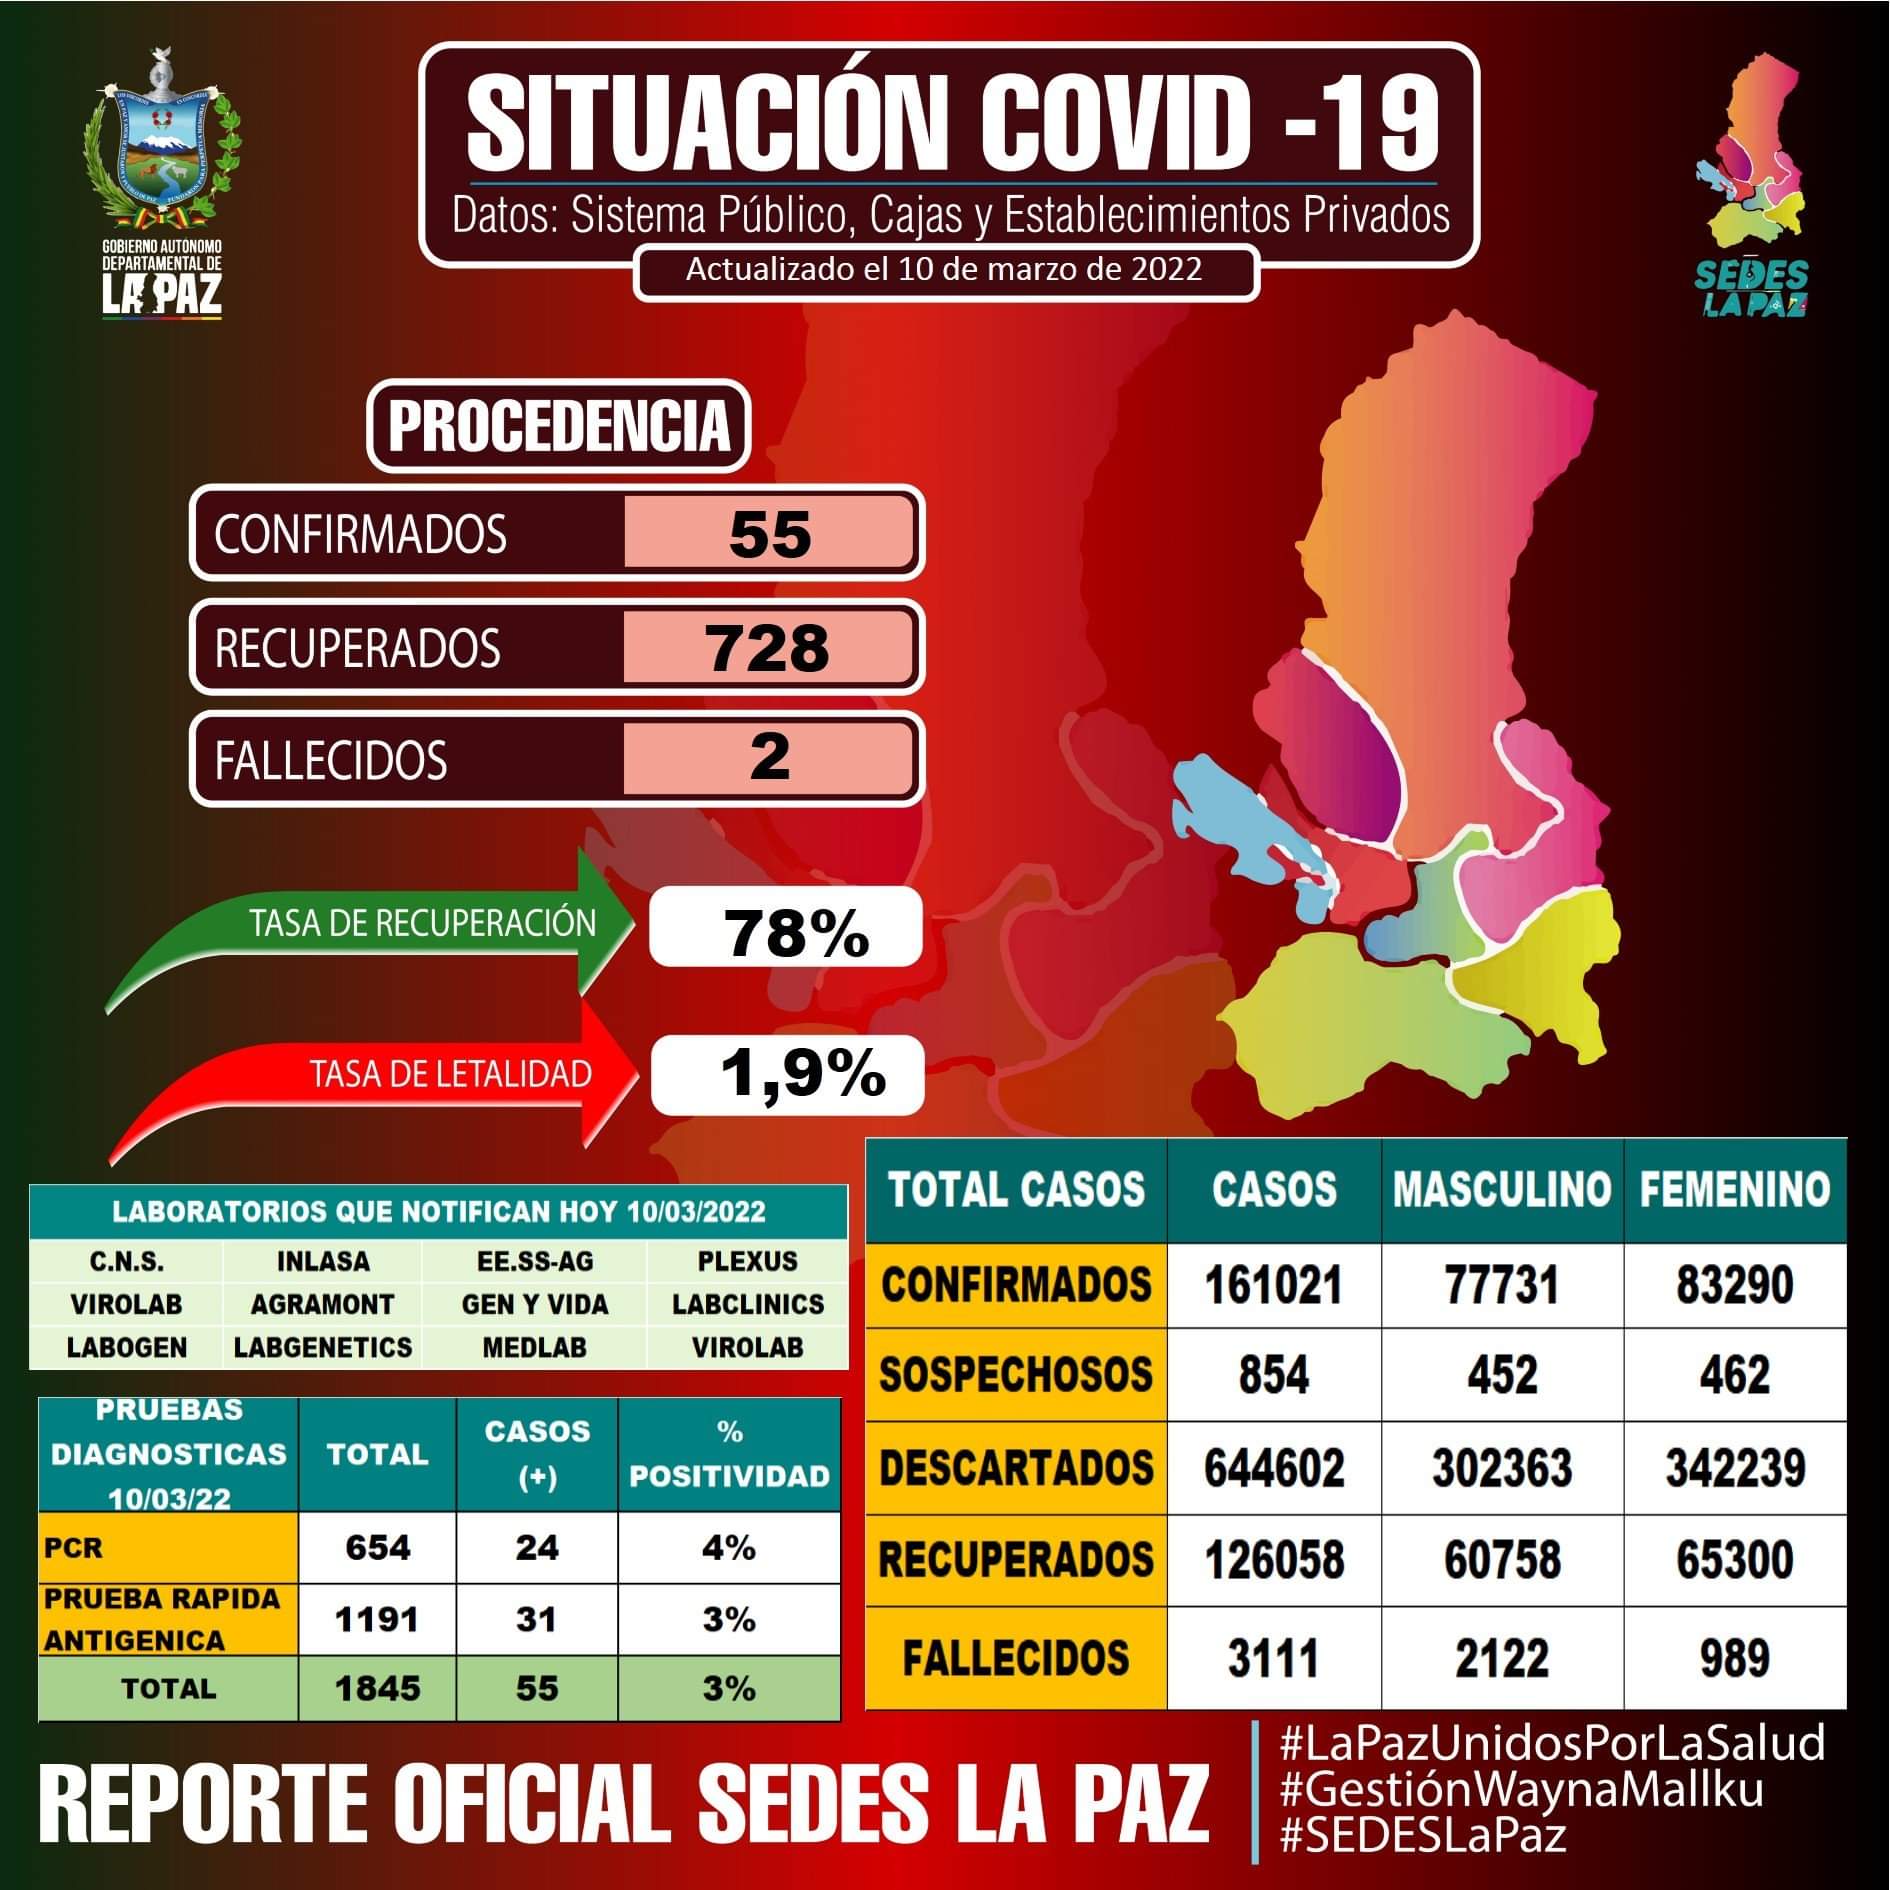 SITUACIÓN COVID -19
Datos: Sistema Público, Cajas y Establecimientos Privados
Actualizado el 10 de marzo de 2022
GOBIERNO AUTÓNOMO
DEPARTAMENTAL DE
LA PAZ
SEDES
LA PAZ
PROCEDENCIA
CONFIRMADOS 55
RECUPERADOS 728
FALLECIDOS 2
TASA DE RECUPERACIÓN 78%
TASA DE LETALIDAD 1,9%
LABORATORIOS QUE NOTIFICAN HOY 10/03/2022
C.N.S. INLASA EE.SS-AG PLEXUS
VIROLAB AGRAMONT GEN Y VIDA LABCLINICS
LABOGEN LABGENETICS MEDLAB VIROLAB
PRUEBAS
DIAGNOSTICAS
10/03/22
TOTAL
CASOS
(+)
%
POSITIVIDAD
PCR 654 24 4%
PRUEBA RAPIDA
ANTIGENICA
1191 31 3%
TOTAL 1845 55 3%
TOTAL CASOS CASOS MASCULINO FEMENINO
CONFIRMADOS 161021 77731 83290
SOSPECHOSOS 854 452 462
DESCARTADOS 644602 302363 342239
RECUPERADOS 126058 60758 65300
FALLECIDOS 3111 2122 989
REPORTE OFICIAL SEDES LA PAZ
#LaPazUnidosPorLaSalud
#GestiónWaynaMallku
#SEDESLaPaz